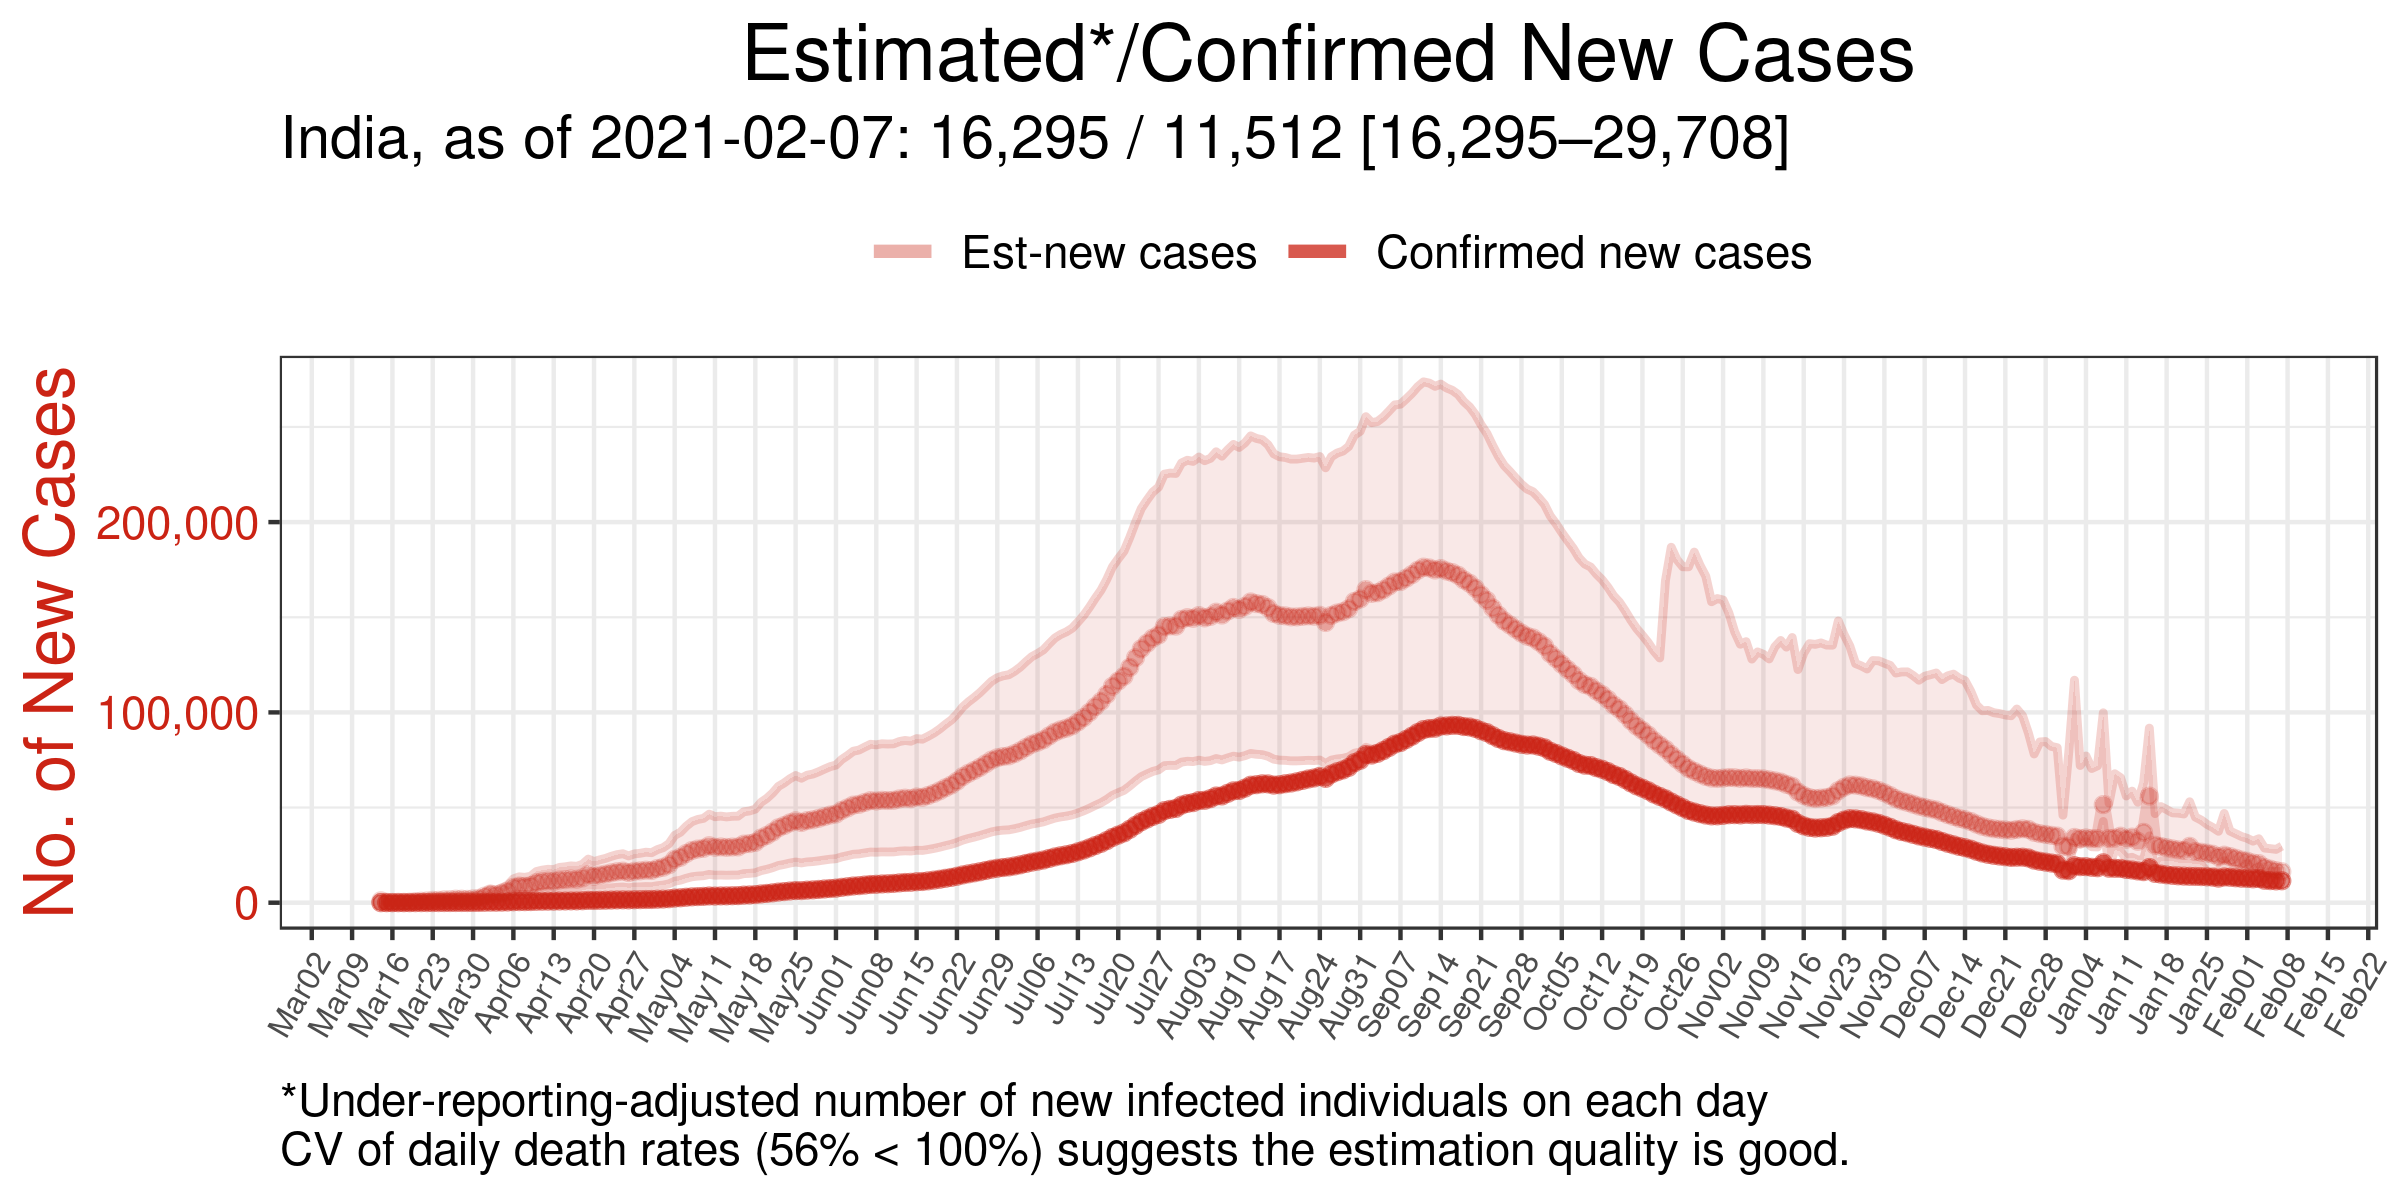 Estimated*/Confirmed New Cases
India, as of 2021-02-07: 16,295 / 11,512 [16,295–29,708]
Est-new cases
Confirmed new cases
No. of New Cases
200,000
100,000
0
Mar02
Mar09
Mar16
Mar23
Mar30
Apr06
Apr13
Apr20
Apr27
May04
May11
May18
May25
Jun01
Jun08
Jun15
Jun22
Jun29
Jul06
Jul13
Jul20
Jul27
Aug03
Aug10
Aug17
Aug24
Aug31
Sep07
Sep14
Sep21
Sep28
Oct05
Oct12
Oct19
Oct26
Nov02
Nov09
Nov16
Nov23
Nov30
Dec07
Dec14
Dec21
Dec28
Jan04
Jan11
Jan18
Jan25
Feb01
Feb08
Feb15
Feb22
*Under-reporting-adjusted number of new infected individuals on each day
CV of daily death rates (56% < 100%) suggests the estimation quality is good.